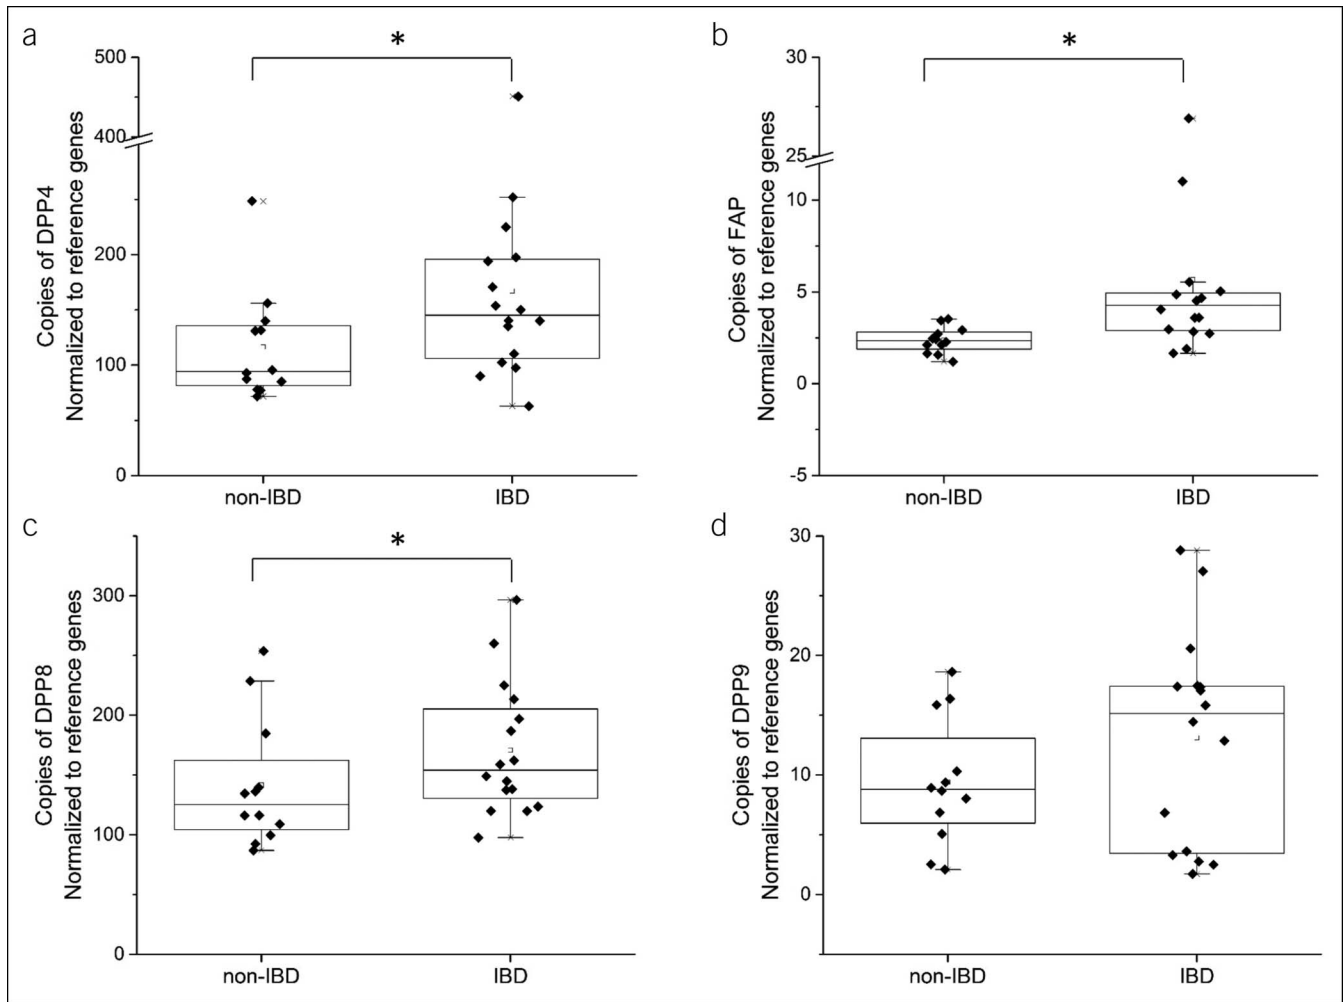 a
*
500
400
200
100
0
Copies of DPP4
Normalized to reference genes
non-IBD
IBD
b
*
30
25
10
5
0
-5
Copies of FAP
Normalized to reference genes
non-IBD
IBD
c
*
300
200
100
0
Copies of DPP8
Normalized to reference genes
non-IBD
IBD
d
30
20
10
0
Copies of DPP9
Normalized to reference genes
non-IBD
IBD